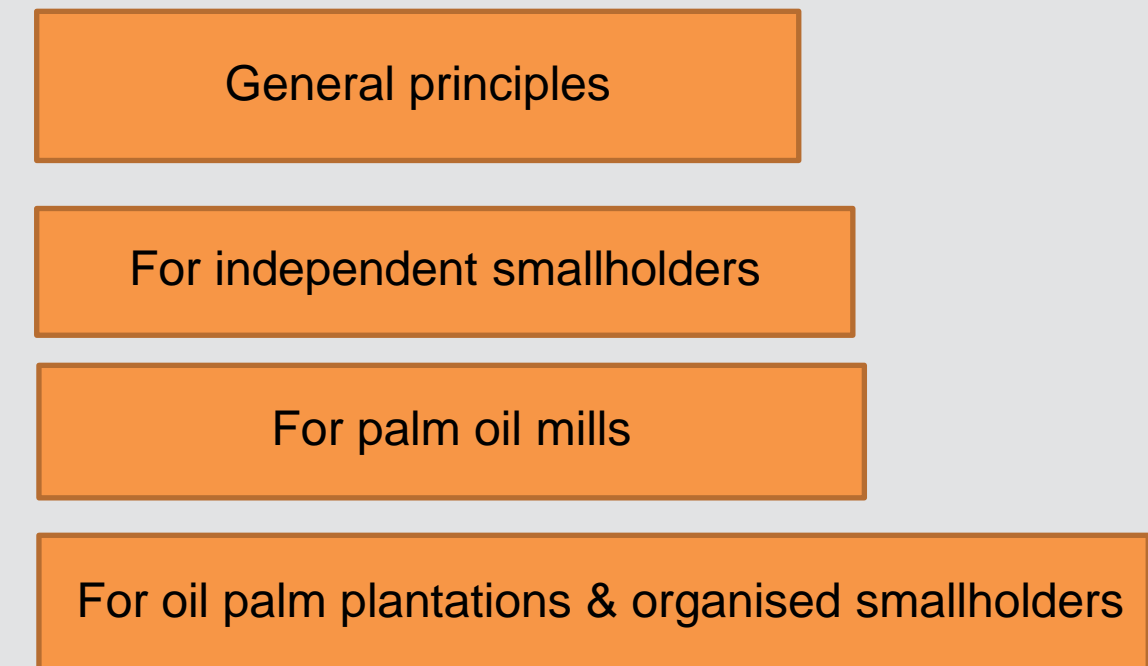 General principles
For independent smallholders
For palm oil mills
For oil palm plantations & organised smallholders